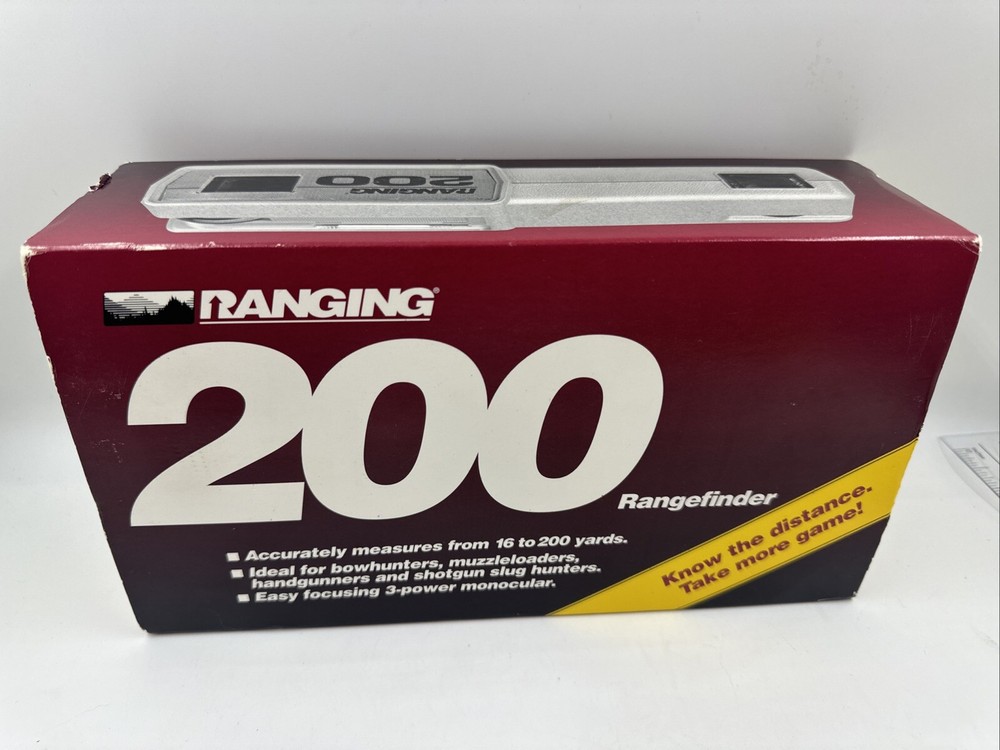 RANGING
200
RANGING®
200
Rangefinder
Accurately measures from 16 to 200 yards.
Ideal for bowhunters, muzzleloaders,
handgunners and shotgun slug hunters.
Easy focusing 3-power monocular.
Know the distance.
Take more game!